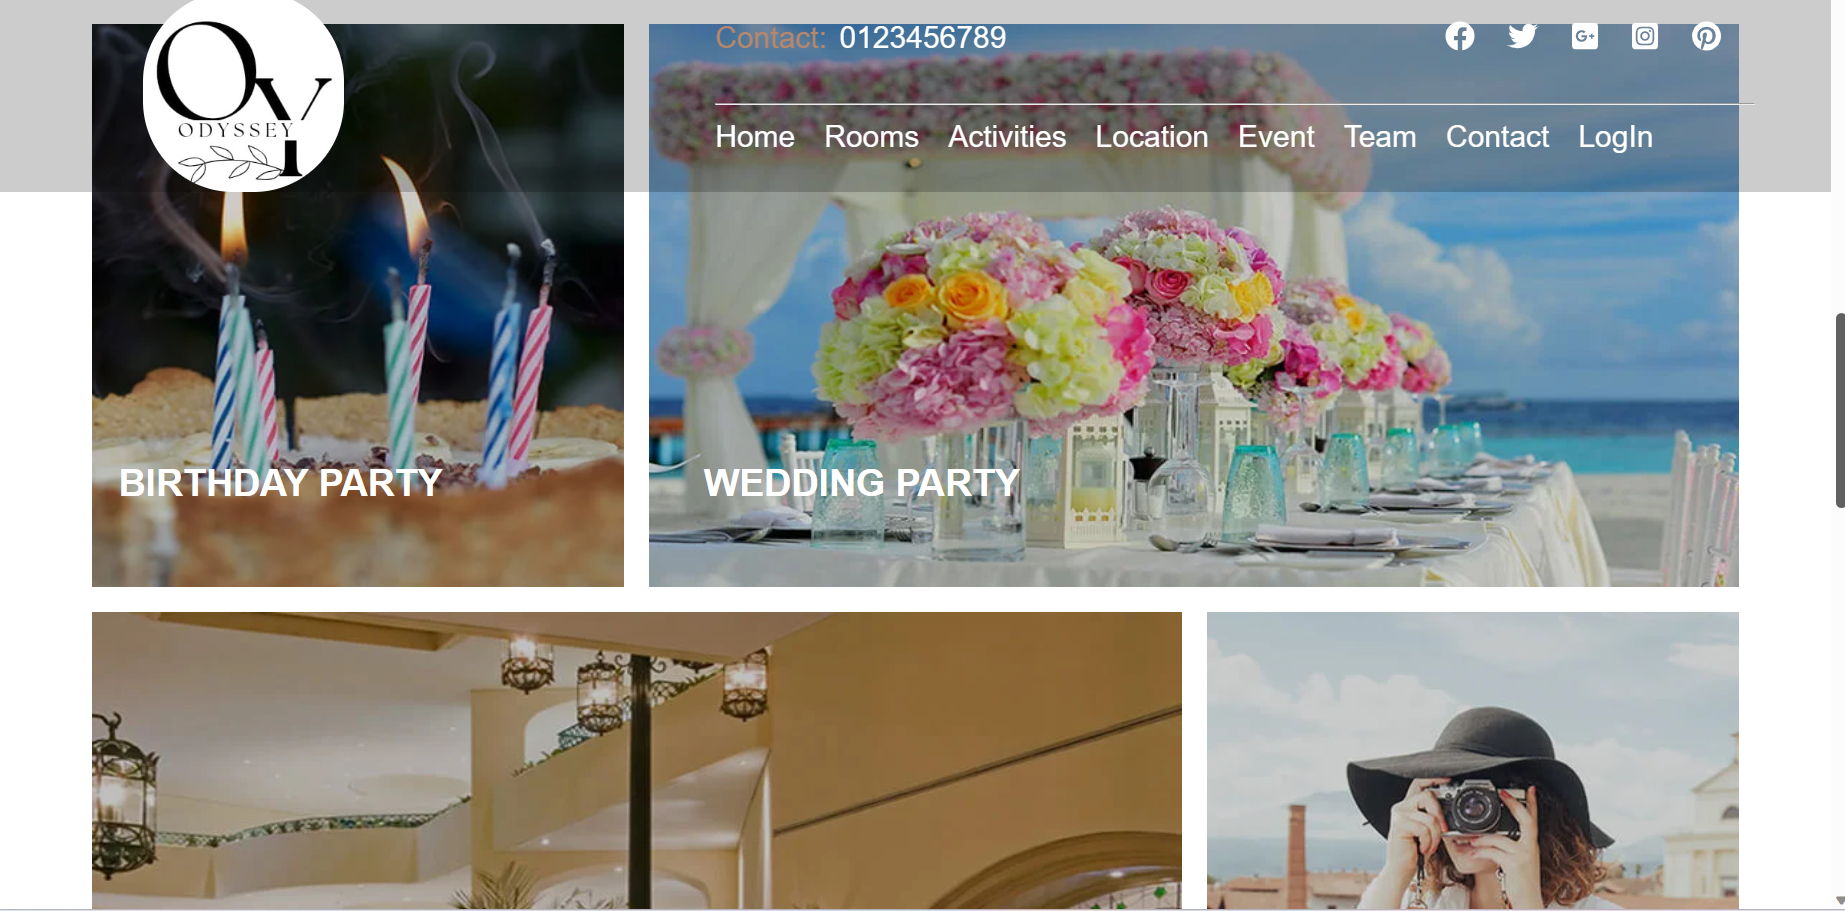 Contact: 0123456789
OY
ODYSSEY
Home Rooms Activities Location Event Team Contact LogIn
BIRTHDAY PARTY
WEDDING PARTY